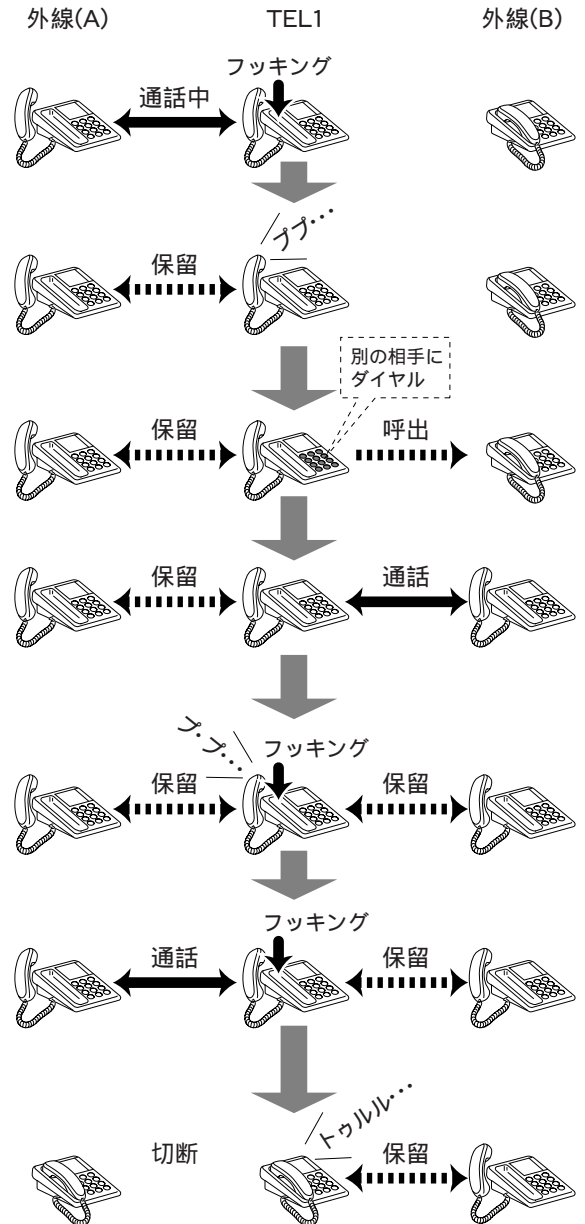 外線(A)
TEL1
外線(B)
フッキング
通話中
ププ･･･
保留
別の相手に
ダイヤル
保留
呼出
保留
通話
プ･プ･･･
フッキング
保留
保留
フッキング
通話
保留
トゥルル･･･
切断
保留